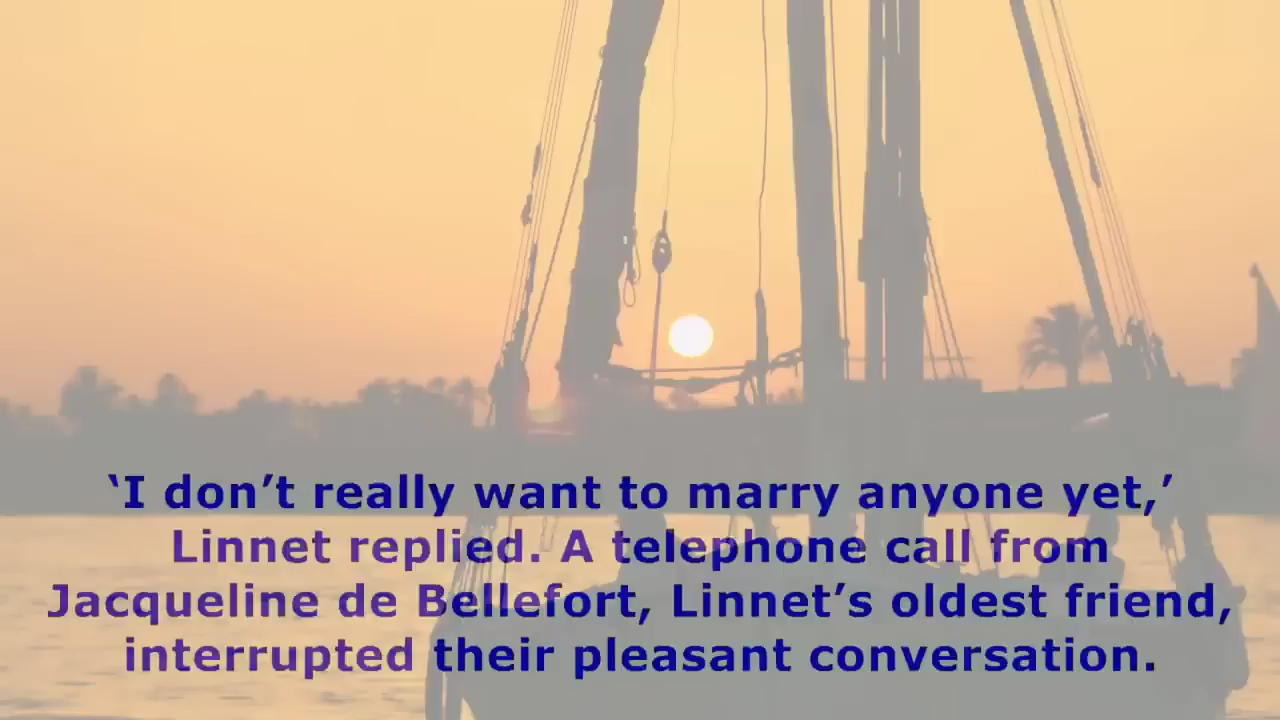 ‘I don’t really want to marry anyone yet,’
Linnet replied. A telephone call from
Jacqueline de Bellefort, Linnet’s oldest friend,
interrupted their pleasant conversation.